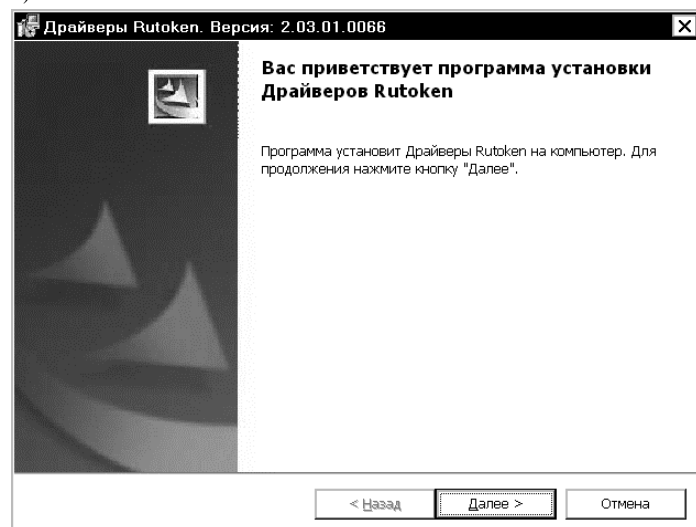 Драйверы Rutoken. Версия: 2.03.01.0066
Вас приветствует программа установки
Драйверов Rutoken
Программа установит Драйверы Rutoken на компьютер. Для
продолжения нажмите кнопку "Далее".
< Назад
Далее >
Отмена